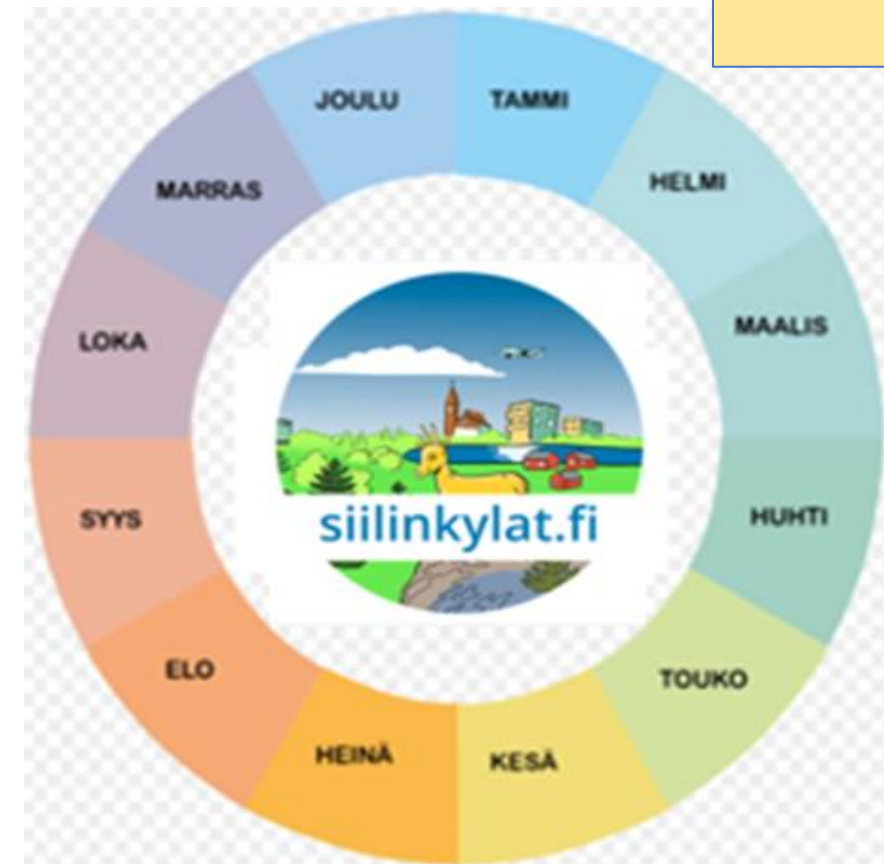 TAMMI
HELMI
MAALIS
HUHTI
TOUKO
KESÄ
HEINÄ
ELO
SYYS
LOKA
MARRAS
JOULU
siilinkylat.fi